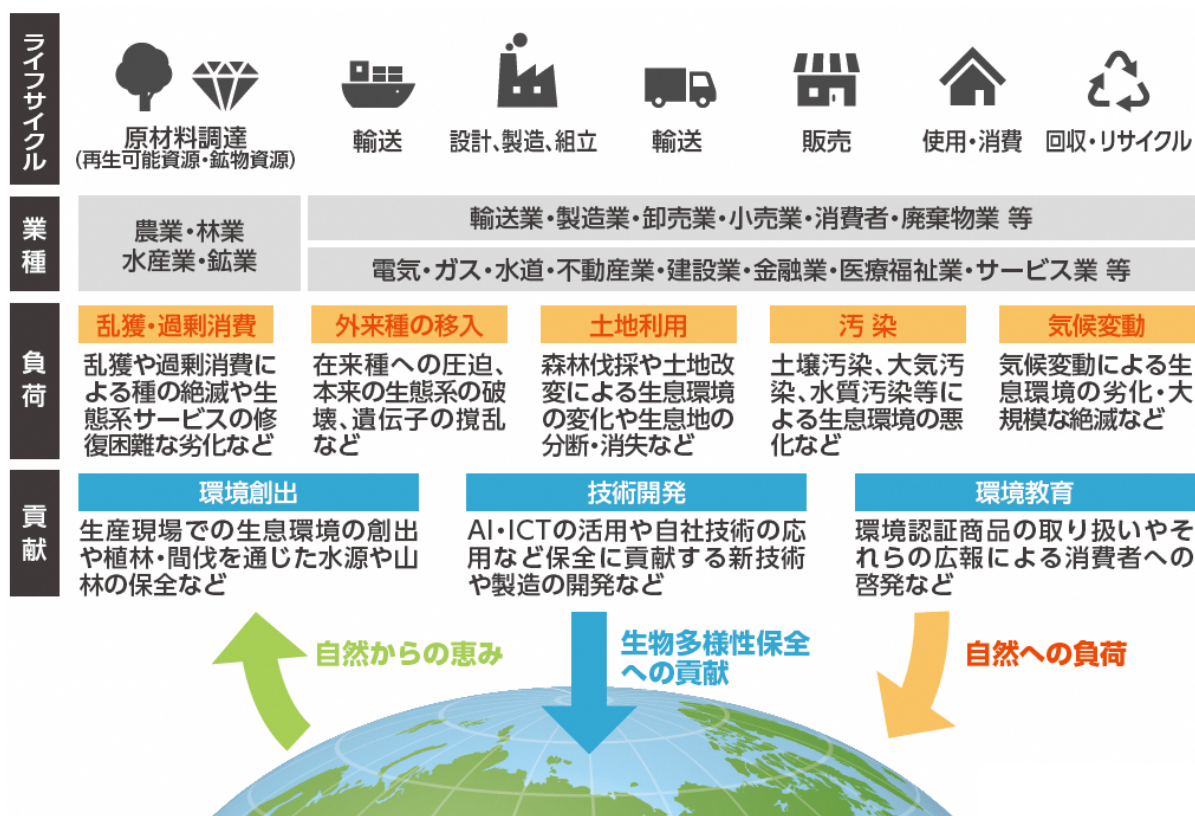 ライフサイクル
原材料調達
(再生可能資源・鉱物資源)
輸送
設計、製造、組立
輸送
販売
使用・消費
回収・リサイクル
業種
農業・林業
水産業・鉱業
輸送業・製造業・卸売業・小売業・消費者・廃棄物業 等
電気・ガス・水道・不動産業・建設業・金融業・医療福祉業・サービス業 等
負荷
乱獲・過剰消費
乱獲や過剰消費に
よる種の絶滅や生
態系サービスの修
復困難な劣化など
外来種の移入
在来種への圧迫、
本来の生態系の破
壊、遺伝子の撹乱
など
土地利用
森林伐採や土地改
変による生息環境
の変化や生息地の
分断・消失など
汚 染
土壌汚染、大気汚
染、水質汚染等に
よる生息環境の悪
化など
気候変動
気候変動による生
息環境の劣化・大
規模な絶滅など
貢献
環境創出
生産現場での生息環境の創出
や植林・間伐を通じた水源や山
林の保全など
技術開発
AI・ICTの活用や自社技術の応
用など保全に貢献する新技術
や製造の開発など
環境教育
環境認証商品の取り扱いやそ
れらの広報による消費者への
啓発など
自然からの恵み
生物多様性保全
への貢献
自然への負荷